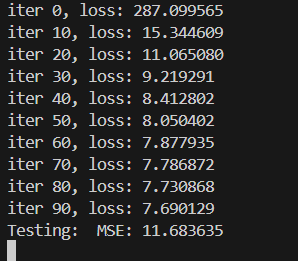 iter 0, loss: 287.099565
iter 10, loss: 15.344609
iter 20, loss: 11.065080
iter 30, loss: 9.219291
iter 40, loss: 8.412802
iter 50, loss: 8.050402
iter 60, loss: 7.877935
iter 70, loss: 7.786872
iter 80, loss: 7.730868
iter 90, loss: 7.690129
Testing:  MSE: 11.683635